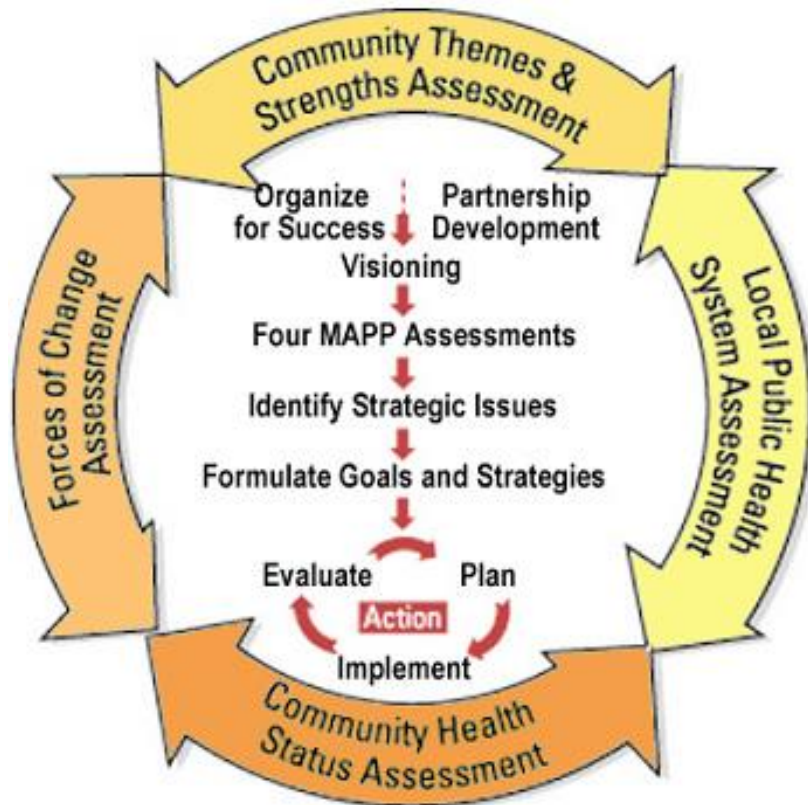 Community Themes &
Strengths Assessment
Organize
for Success
Partnership
Development
Visioning
Four MAPP Assessments
Identify Strategic Issues
Formulate Goals and Strategies
Evaluate
Plan
Action
Implement
Forces of Change
Assessment
Local Public Health
System Assessment
Community Health
Status Assessment